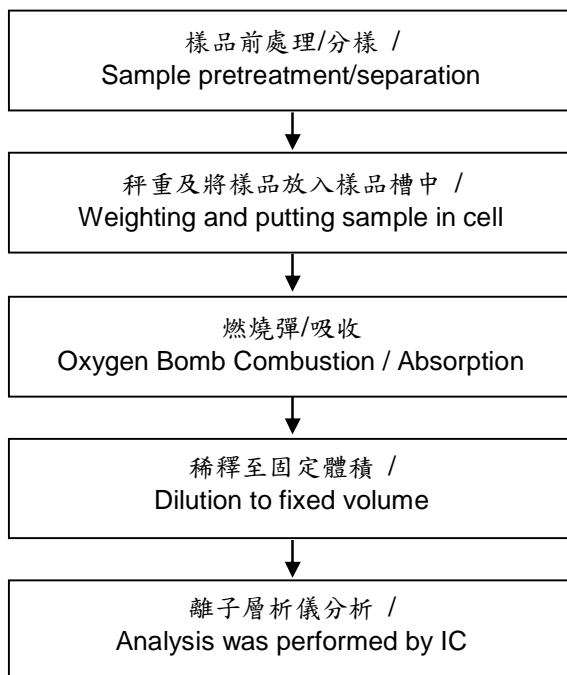 樣品前處理/分樣 /
Sample pretreatment/separation
秤重及將樣品放入樣品槽中 /
Weighting and putting sample in cell
燃燒彈/吸收
Oxygen Bomb Combustion / Absorption
稀釋至固定體積 /
Dilution to fixed volume
離子層析儀分析 /
Analysis was performed by IC